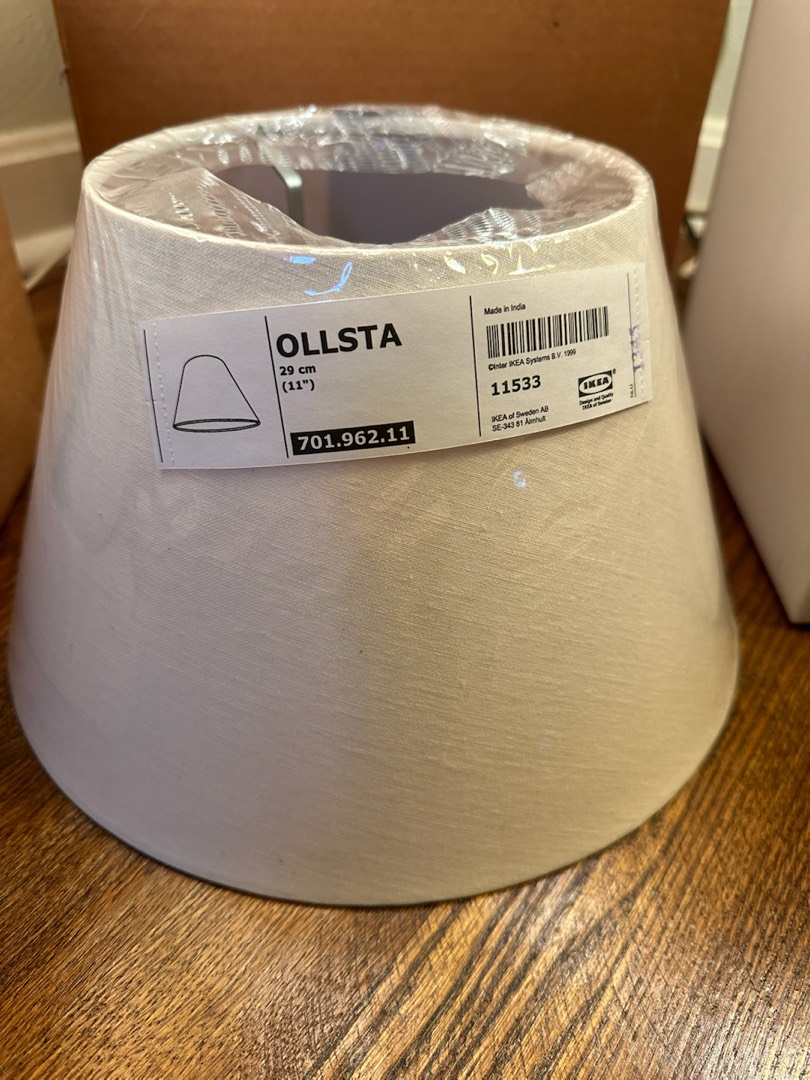 OLLSTA
29 cm
(11")
701.962.11
Made in India
©Inter IKEA Systems B.V. 1999
11533
IKEA®
Design and Quality
IKEA of Sweden
IKEA of Sweden AB
SE-343 81 Älmhult